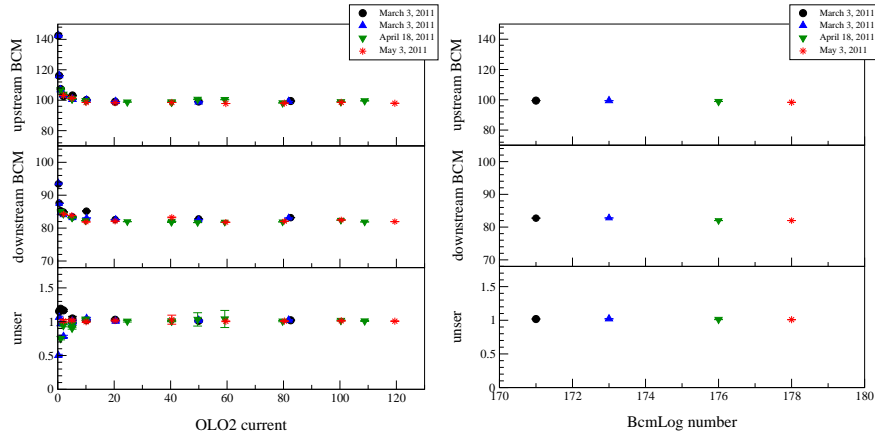 March 3, 2011
March 3, 2011
April 18, 2011
May 3, 2011
140
120
100
80
upstream BCM
100
90
80
70
downstream BCM
1.5
1
0.5
0
unser
0 20 40 60 80 100 120
OLO2 current
March 3, 2011
March 3, 2011
April 18, 2011
May 3, 2011
140
120
100
80
upstream BCM
100
90
80
70
downstream BCM
1.5
1
0.5
0
unser
170 172 174 176 178 180
BcmLog number